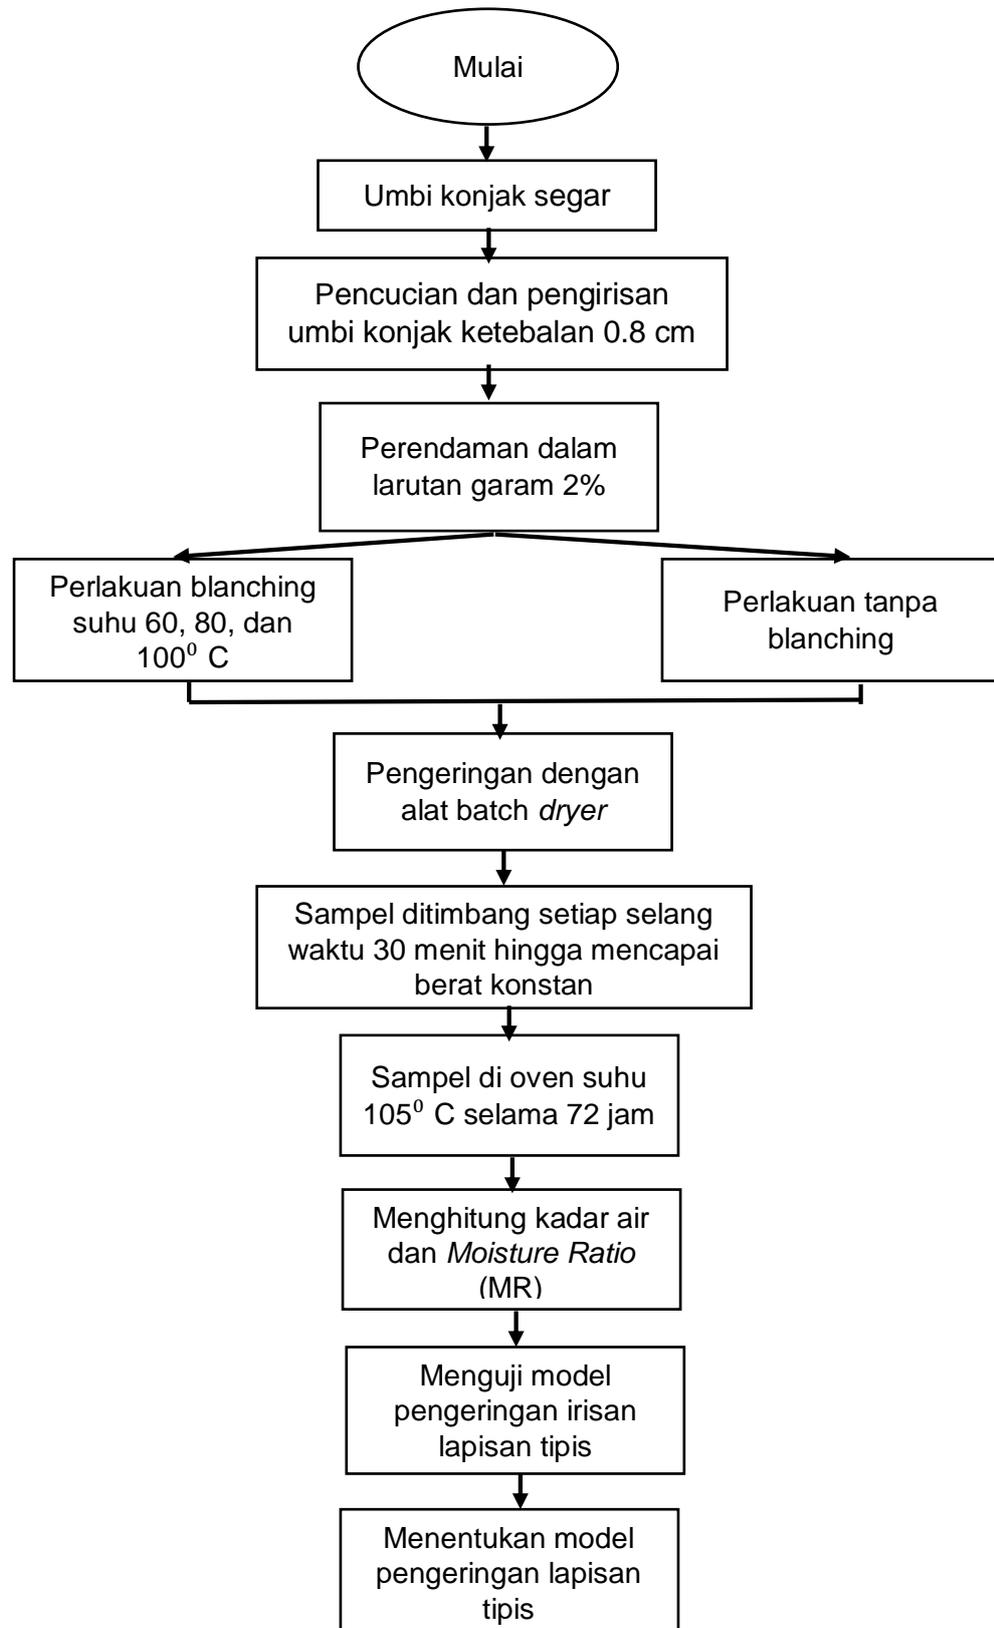 Mulai
Umbi konjak segar
Pencucian dan pengirisan
umbi konjak ketebalan 0.8 cm
Perendaman dalam
larutan garam 2%
Perlakuan blanching
suhu 60, 80, dan
100⁰ C
Perlakuan tanpa
blanching
Pengeringan dengan
alat batch dryer
Sampel ditimbang setiap selang
waktu 30 menit hingga mencapai
berat konstan
Sampel di oven suhu
105⁰ C selama 72 jam
Menghitung kadar air
dan Moisture Ratio
(MR)
Menguji model
pengeringan irisan
lapisan tipis
Menentukan model
pengeringan lapisan
tipis